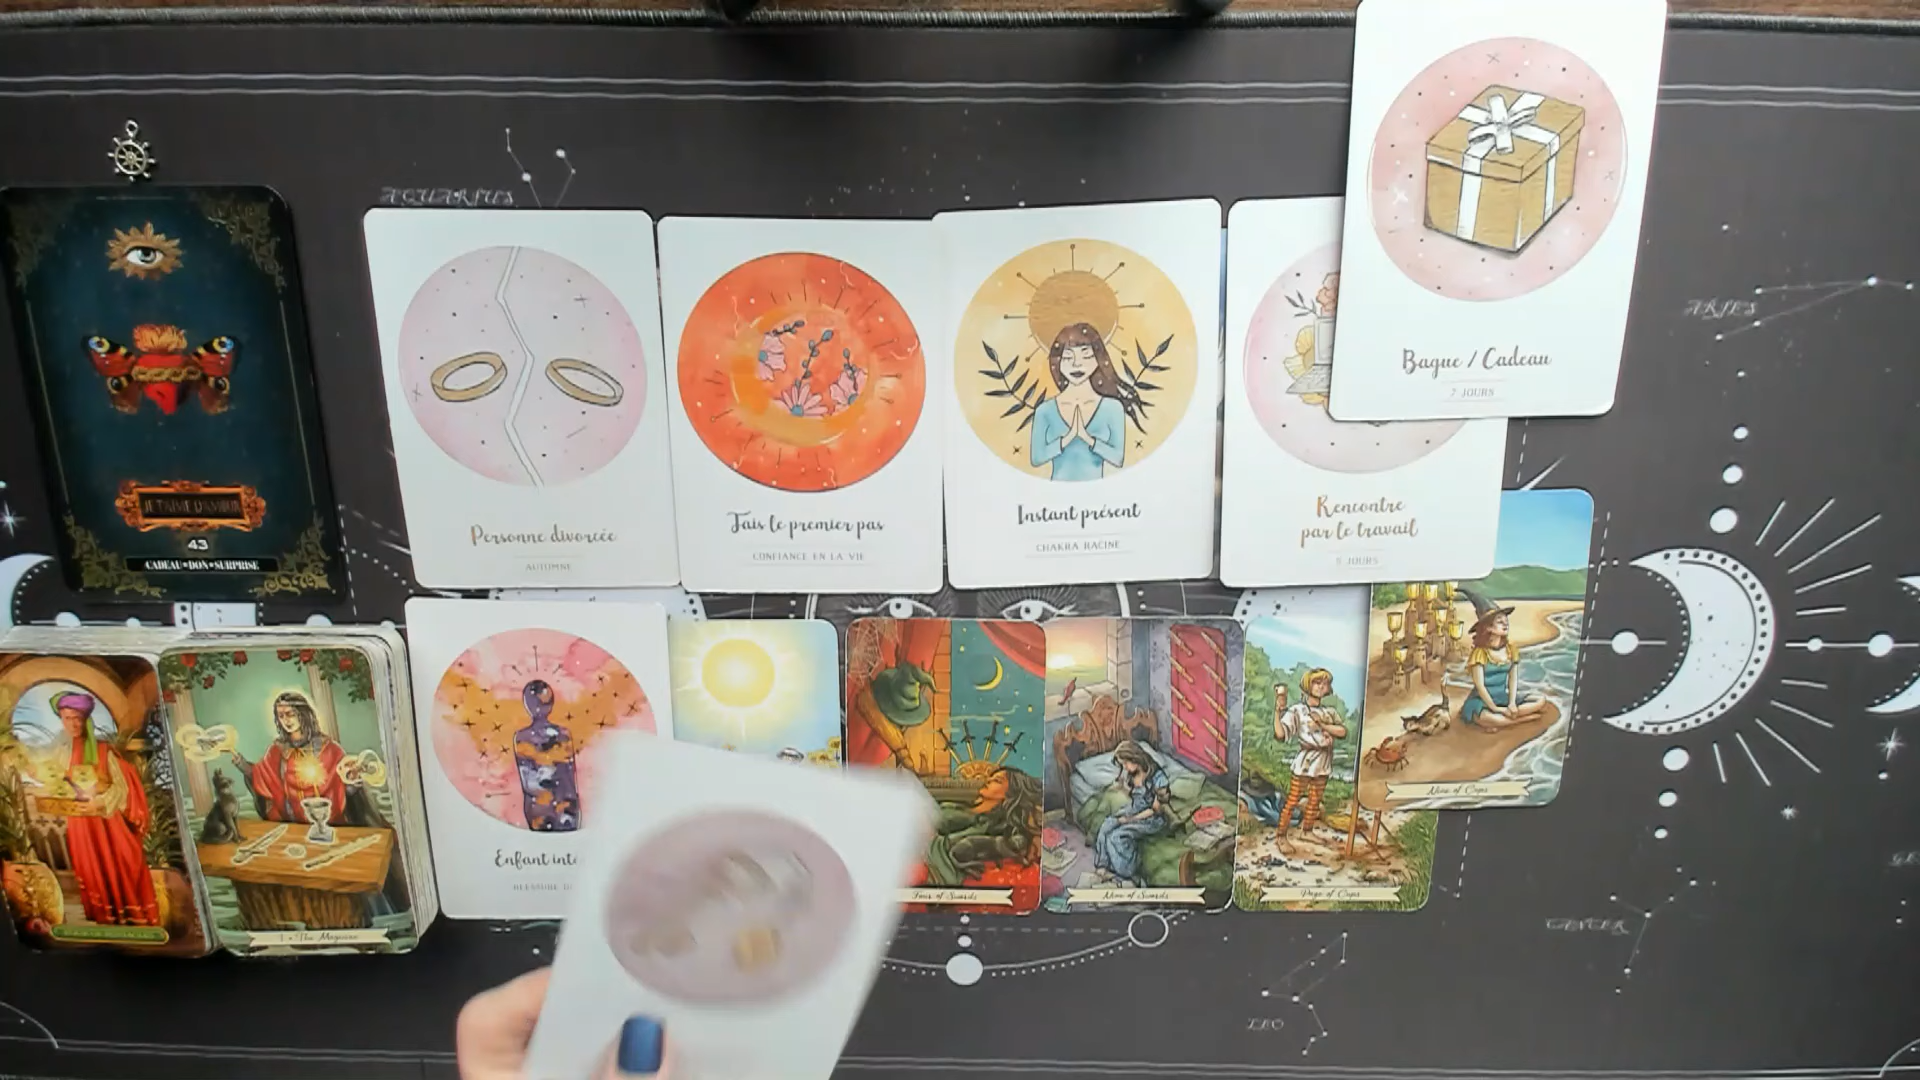 AQUARIUS
ARIES
Bague / Cadeau
7 JOURS
JE T'AIME D'AMOUR
43
CADEAU • DON • SURPRISE
Personne divorcée
AUTOMNE
Fais le premier pas
CONFIANCE EN LA VIE
Instant présent
CHAKRA RACINE
Rencontre
par le travail
JOURS
Nine of Cups
Enfant
Four of Swords
Nine of Swords
Page of Cups
I • The Magician
CANCER
LEO